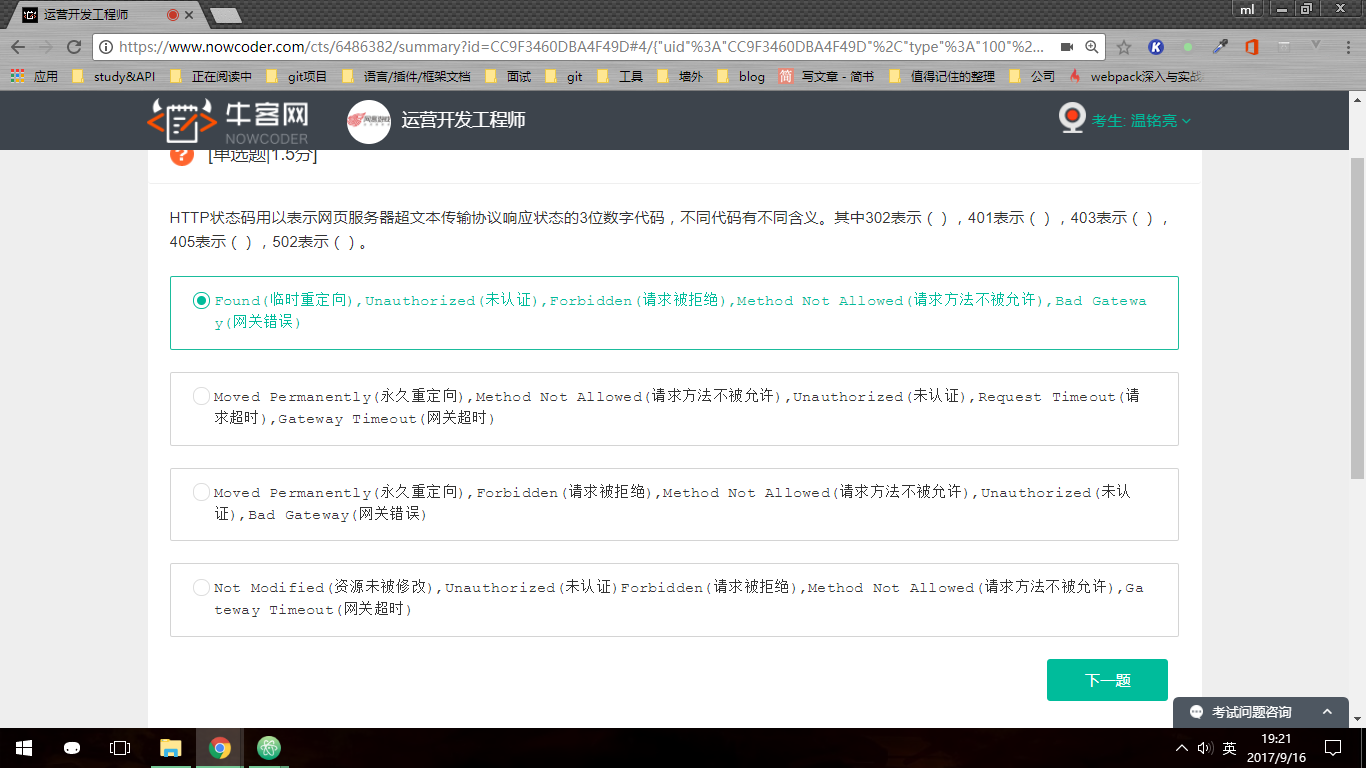 运营开发工程师
ml
https://www.nowcoder.com/cts/6486382/summary?id=CC9F3460DBA4F49D#4/{"uid"%3A"CC9F3460DBA4F49D"%2C"type"%3A"100"%2...
应用 study&API 正在阅读中 git项目 语言/插件/框架文档 面试 git 工具 墙外 blog 简 写文章 - 简书 值得记住的整理 公司 webpack深入与实战
牛客网
NOWCODER
运营开发工程师
考生: 温铭亮
[单选题|1.5分]
HTTP状态码用以表示网页服务器超文本传输协议响应状态的3位数字代码，不同代码有不同含义。其中302表示（ ），401表示（ ），403表示（ ），
405表示（ ），502表示（ ）。
Found(临时重定向),Unauthorized(未认证),Forbidden(请求被拒绝),Method Not Allowed(请求方法不被允许),Bad Gatewa
y(网关错误)
Moved Permanently(永久重定向),Method Not Allowed(请求方法不被允许),Unauthorized(未认证),Request Timeout(请
求超时),Gateway Timeout(网关超时)
Moved Permanently(永久重定向),Forbidden(请求被拒绝),Method Not Allowed(请求方法不被允许),Unauthorized(未认
证),Bad Gateway(网关错误)
Not Modified(资源未被修改),Unauthorized(未认证)Forbidden(请求被拒绝),Method Not Allowed(请求方法不被允许),Ga
teway Timeout(网关超时)
下一题
考试问题咨询
英
19:21
2017/9/16